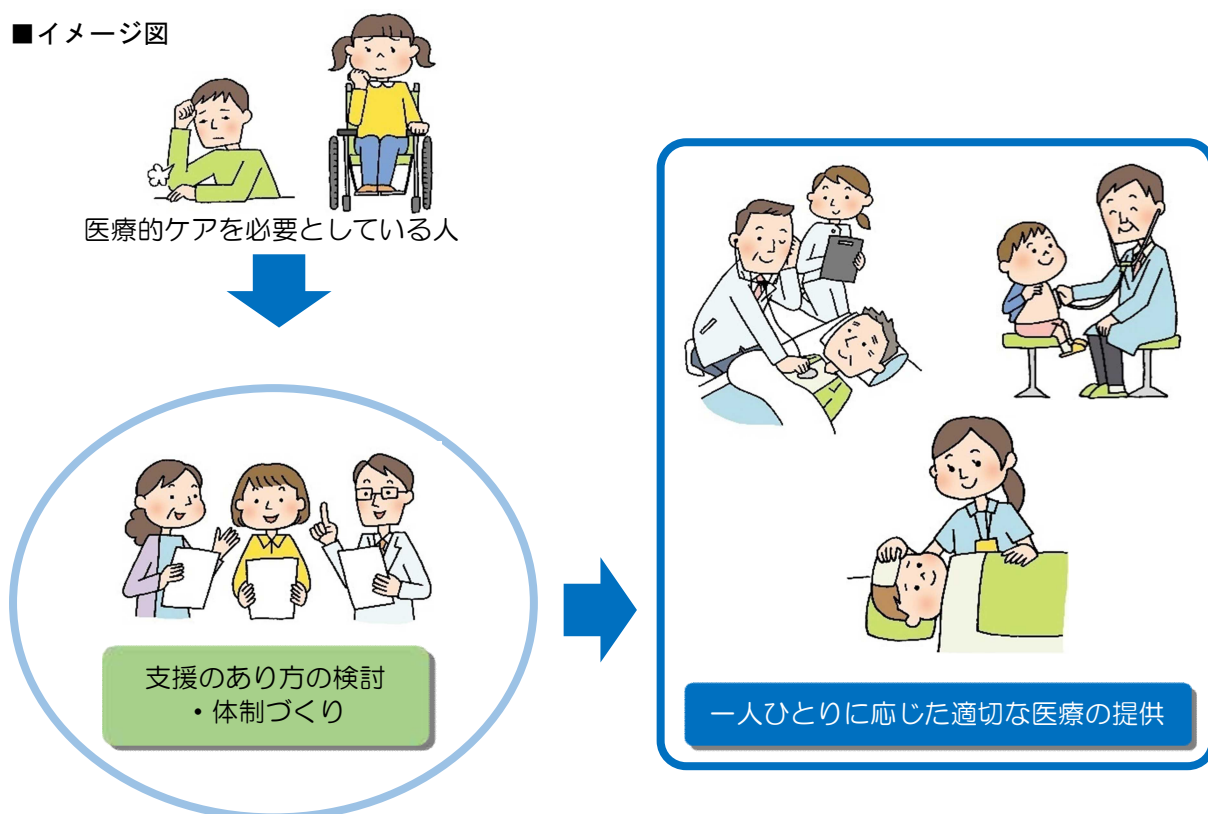 ■イメージ図
医療的ケアを必要としている人
支援のあり方の検討
・体制づくり
一人ひとりに応じた適切な医療の提供